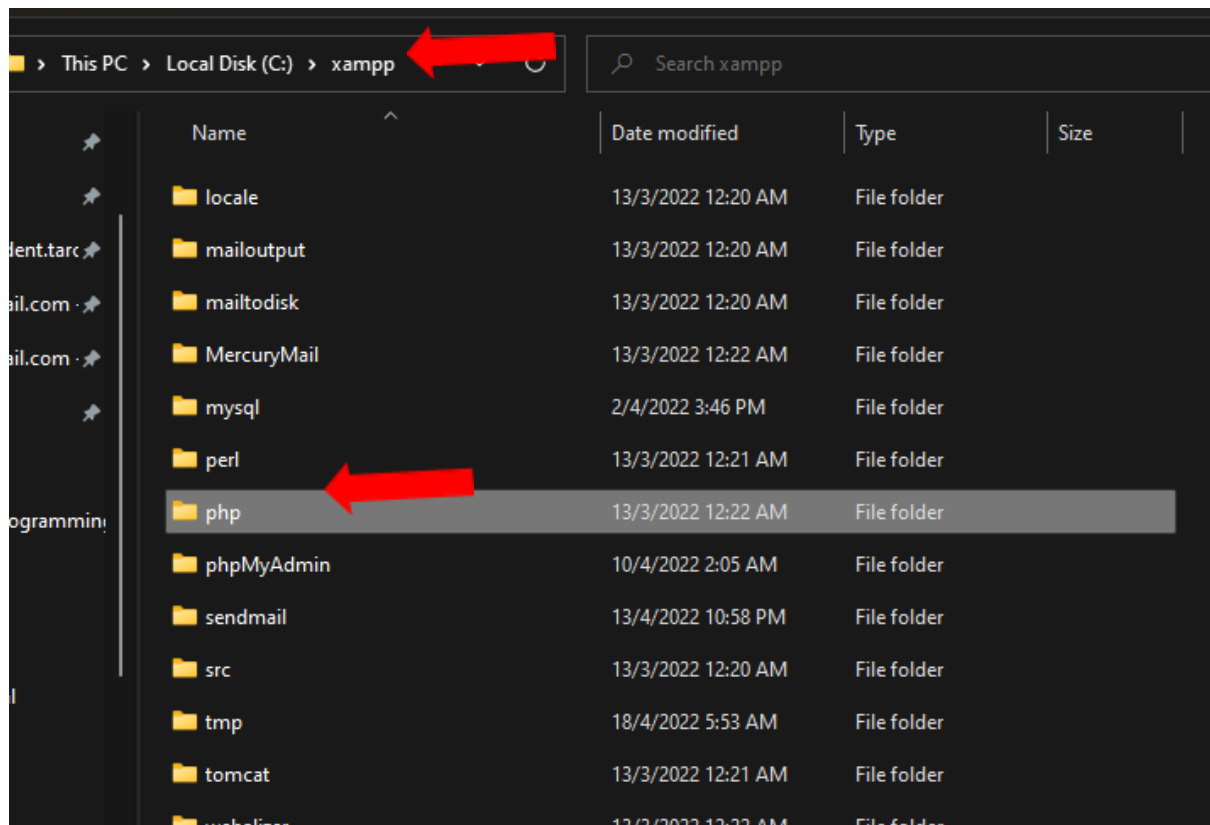 > This PC > Local Disk (C:) > xampp
Search xampp
Name Date modified Type Size
locale 13/3/2022 12:20 AM File folder
dent.tarc mailoutput 13/3/2022 12:20 AM File folder
ail.com · mailtodisk 13/3/2022 12:20 AM File folder
ail.com · MercuryMail 13/3/2022 12:22 AM File folder
mysql 2/4/2022 3:46 PM File folder
perl 13/3/2022 12:21 AM File folder
ogramming php 13/3/2022 12:22 AM File folder
phpMyAdmin 10/4/2022 2:05 AM File folder
sendmail 13/4/2022 10:58 PM File folder
src 13/3/2022 12:20 AM File folder
l
tmp 18/4/2022 5:53 AM File folder
tomcat 13/3/2022 12:21 AM File folder